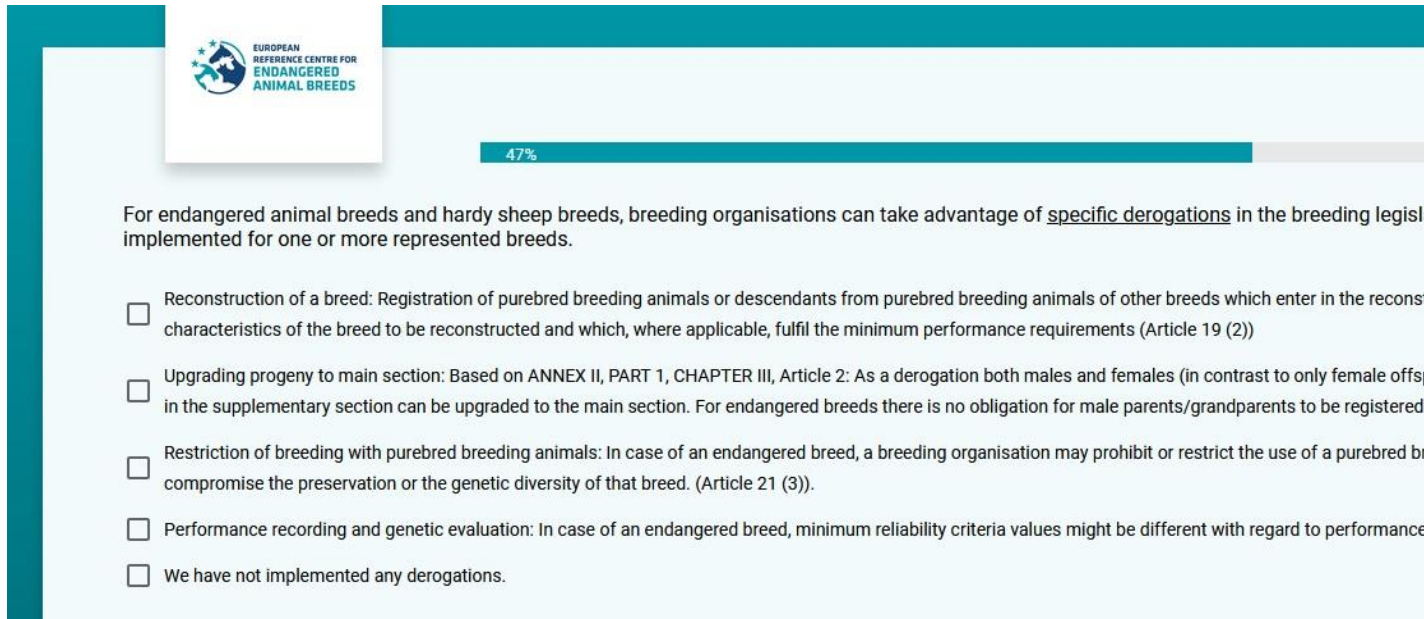 EUROPEAN
REFERENCE CENTRE FOR
ENDANGERED
ANIMAL BREEDS
47%
For endangered animal breeds and hardy sheep breeds, breeding organisations can take advantage of specific derogations in the breeding legisl
implemented for one or more represented breeds.
Reconstruction of a breed: Registration of purebred breeding animals or descendants from purebred breeding animals of other breeds which enter in the recons
characteristics of the breed to be reconstructed and which, where applicable, fulfil the minimum performance requirements (Article 19 (2))
Upgrading progeny to main section: Based on ANNEX II, PART 1, CHAPTER III, Article 2: As a derogation both males and females (in contrast to only female offs
in the supplementary section can be upgraded to the main section. For endangered breeds there is no obligation for male parents/grandparents to be registered
Restriction of breeding with purebred breeding animals: In case of an endangered breed, a breeding organisation may prohibit or restrict the use of a purebred b
compromise the preservation or the genetic diversity of that breed. (Article 21 (3)).
Performance recording and genetic evaluation: In case of an endangered breed, minimum reliability criteria values might be different with regard to performance
We have not implemented any derogations.